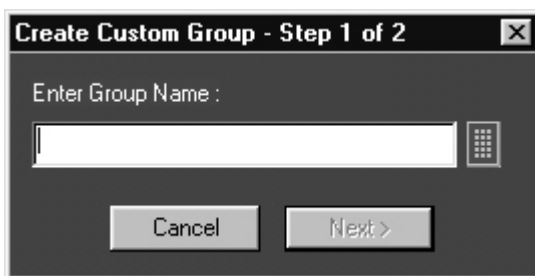 Create Custom Group - Step 1 of 2
Enter Group Name :
Cancel
Next >